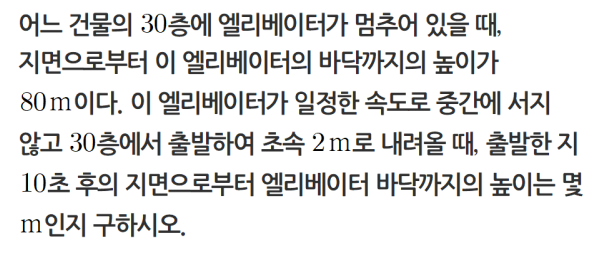 어느 건물의 30층에 엘리베이터가 멈추어 있을 때,
지면으로부터 이 엘리베이터의 바닥까지의 높이가
80m이다. 이 엘리베이터가 일정한 속도로 중간에 서지
않고 30층에서 출발하여 초속 2m로 내려올 때, 출발한 지
10초 후의 지면으로부터 엘리베이터 바닥까지의 높이는 몇
m인지 구하시오.